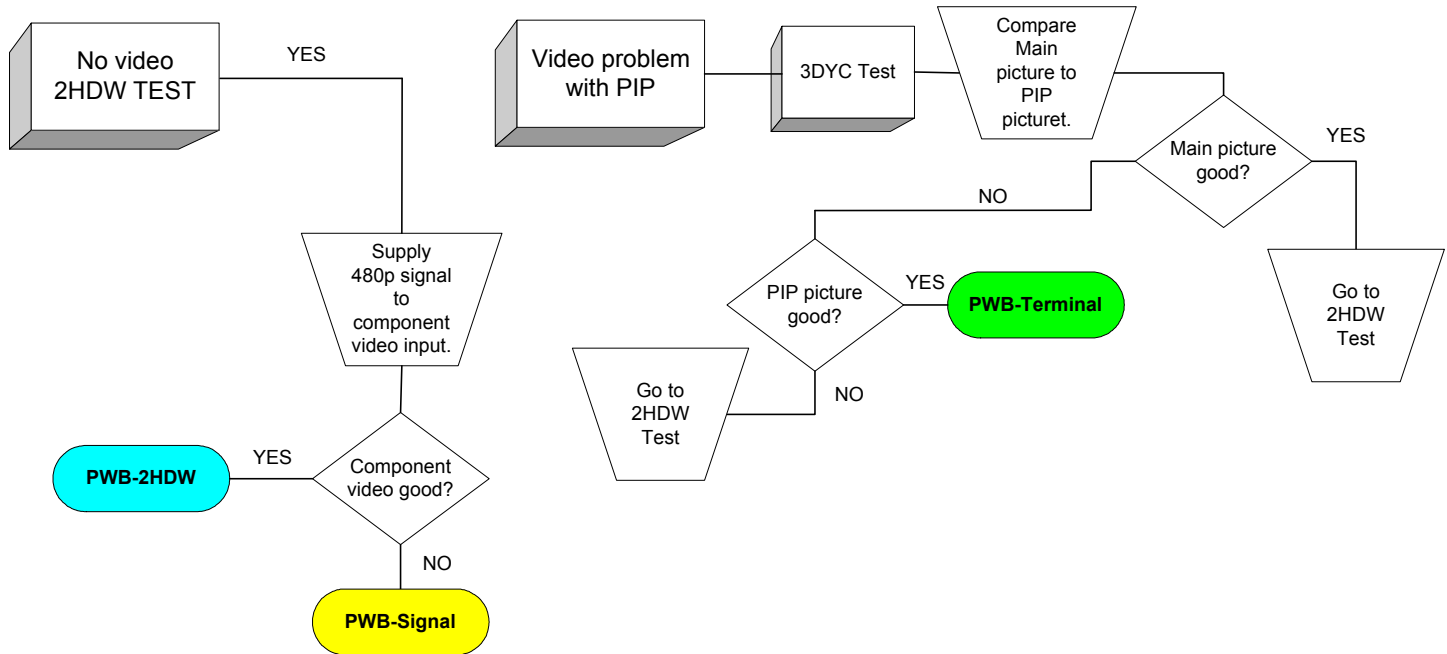 No video
2HDW TEST
YES
Supply
480p signal
to
component
video input.
Component
video good?
YES
PWB-2HDW
NO
PWB-Signal
Video problem
with PIP
3DYC Test
Compare
Main
picture to
PIP
picturet.
Main picture
good?
YES
Go to
2HDW
Test
NO
PIP picture
good?
YES
PWB-Terminal
NO
Go to
2HDW
Test